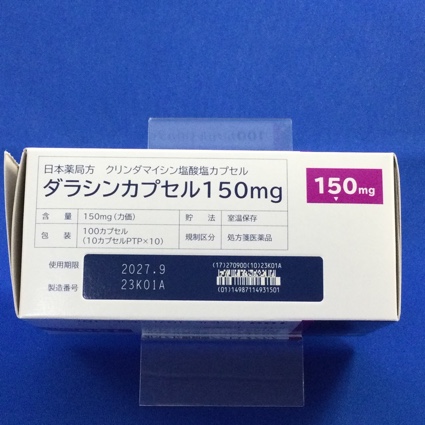 日本薬局方 クリンダマイシン塩酸塩カプセル
ダラシンカプセル150mg
150mg
含 量 150mg(力価) 貯 法 室温保存
包 装 100カプセル (10カプセルPTP×10) 規制区分 処方箋医薬品
使用期限 2027.9
製造番号 23K01A
(17)270900(10)23K01A
(01)14987114931501